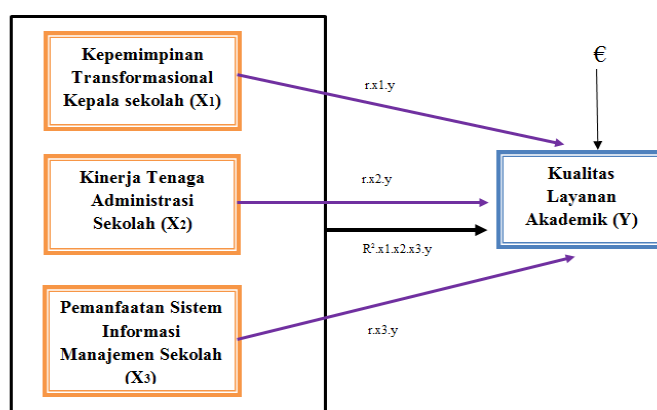 Kepemimpinan
Transformasional
Kepala sekolah (X1)
r.x1.y
€
Kinerja Tenaga
Administrasi
Sekolah (X2)
r.x2.y
Kualitas
Layanan
Akademik (Y)
R².x1.x2.x3.y
Pemanfaatan Sistem
Informasi
Manajemen Sekolah
(X3)
r.x3.y